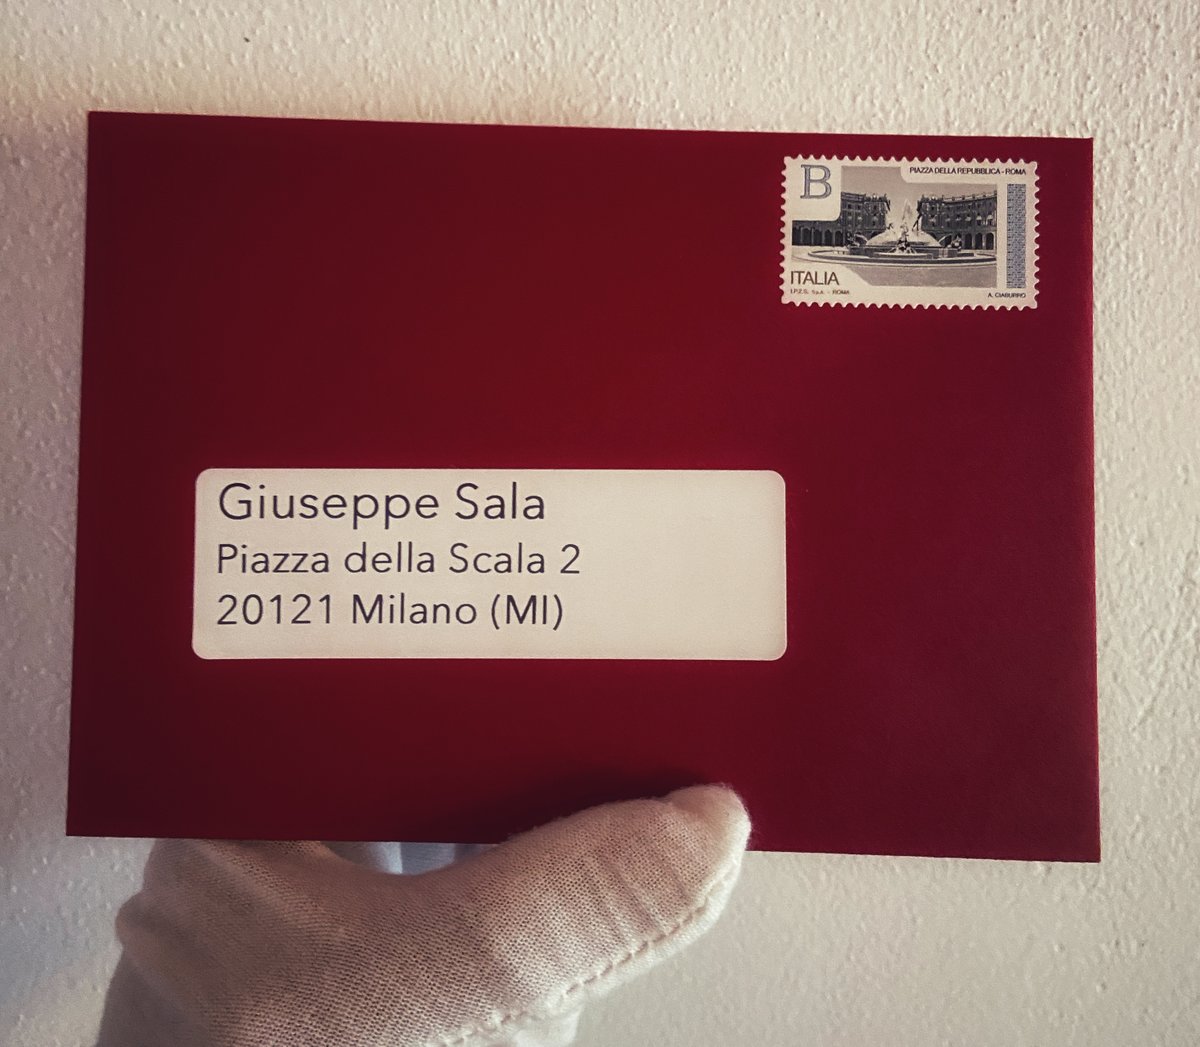 B
PIAZZA DELLA REPUBBLICA - ROMA
ITALIA
I.P.Z.S. S.p.A. - ROMA
A. CIABURRO
Giuseppe Sala
Piazza della Scala 2
20121 Milano (MI)